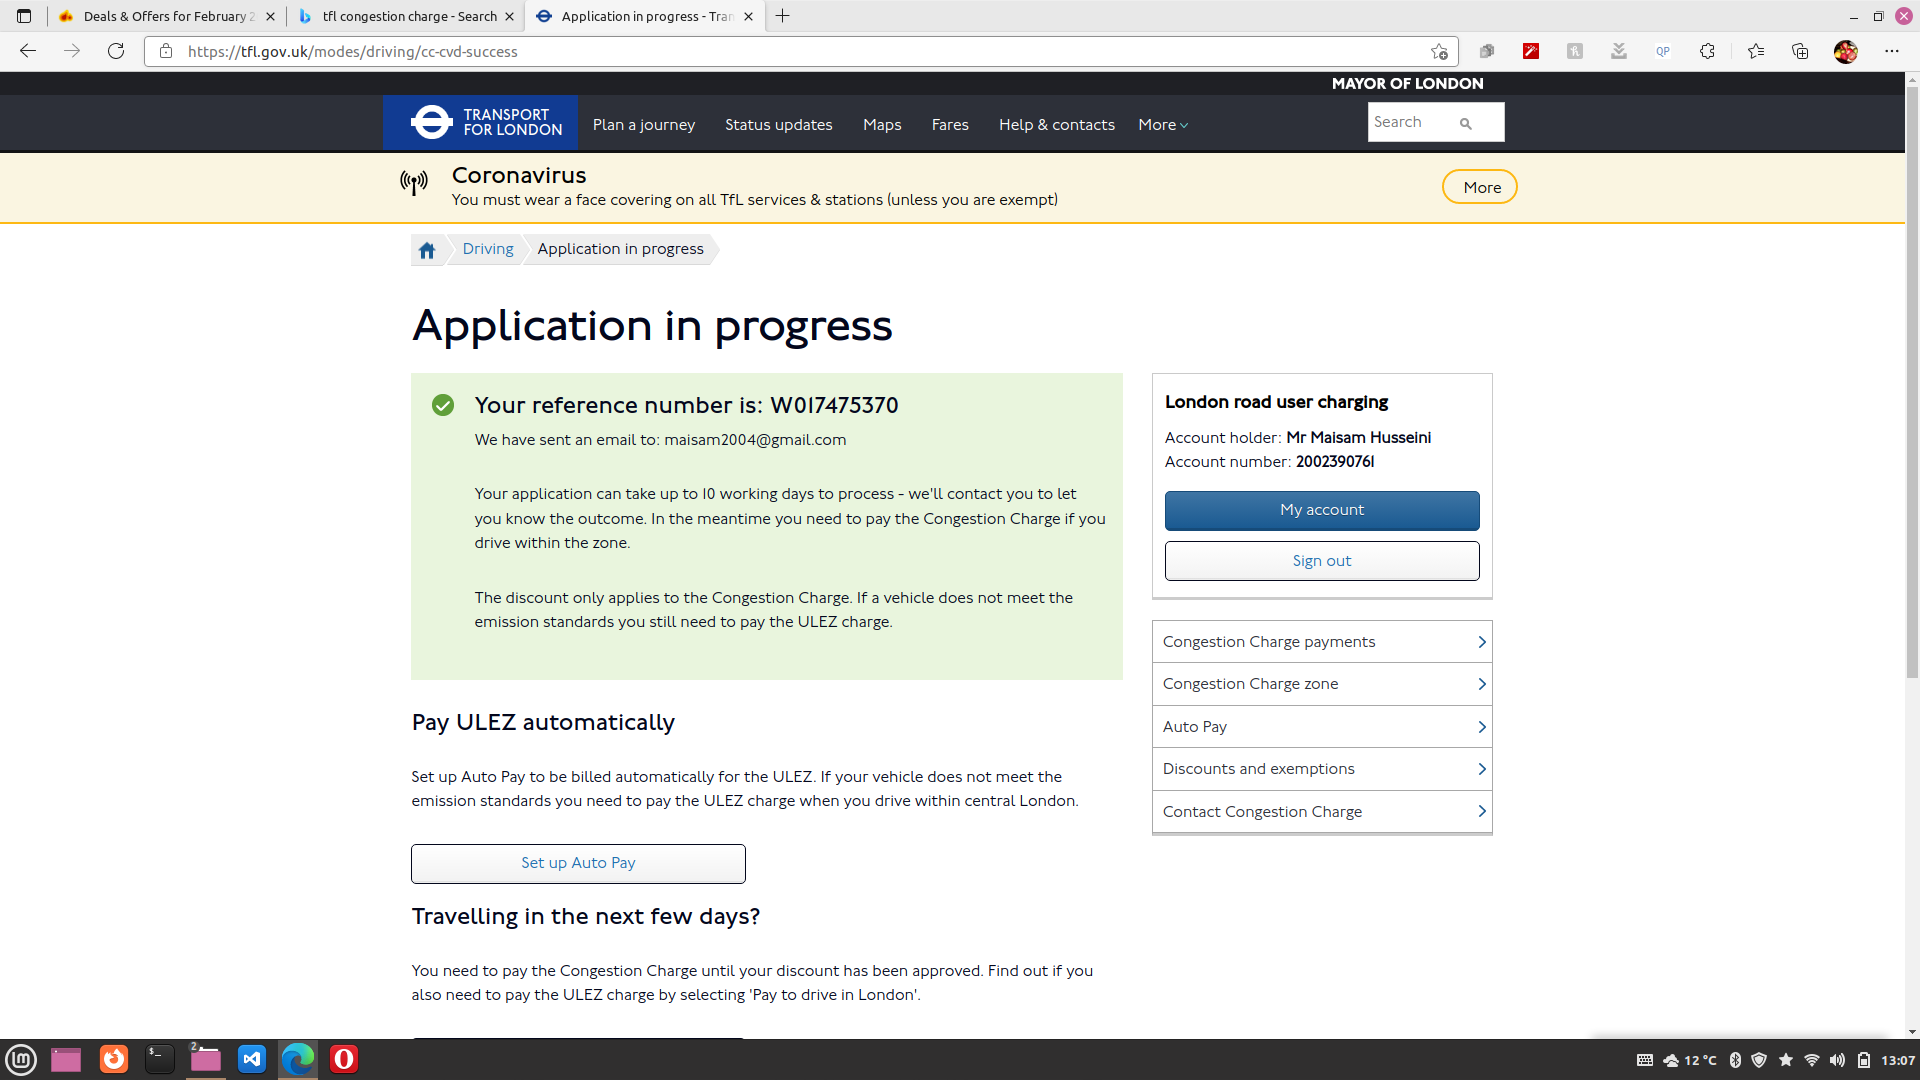 Deals & Offers for February 2
tfl congestion charge - Search
Application in progress - Tran
https://tfl.gov.uk/modes/driving/cc-cvd-success
QP
MAYOR OF LONDON
TRANSPORT
FOR LONDON
Plan a journey
Status updates
Maps
Fares
Help & contacts
More
Search
Coronavirus
You must wear a face covering on all TfL services & stations (unless you are exempt)
More
Driving
Application in progress
Application in progress
Your reference number is: W017475370
We have sent an email to: maisam2004@gmail.com
Your application can take up to 10 working days to process - we'll contact you to let
you know the outcome. In the meantime you need to pay the Congestion Charge if you
drive within the zone.
The discount only applies to the Congestion Charge. If a vehicle does not meet the
emission standards you still need to pay the ULEZ charge.
Pay ULEZ automatically
Set up Auto Pay to be billed automatically for the ULEZ. If your vehicle does not meet the
emission standards you need to pay the ULEZ charge when you drive within central London.
Set up Auto Pay
Travelling in the next few days?
You need to pay the Congestion Charge until your discount has been approved. Find out if you
also need to pay the ULEZ charge by selecting 'Pay to drive in London'.
London road user charging
Account holder: Mr Maisam Husseini
Account number: 2002390761
My account
Sign out
Congestion Charge payments
Congestion Charge zone
Auto Pay
Discounts and exemptions
Contact Congestion Charge
2
12 °C
13:07